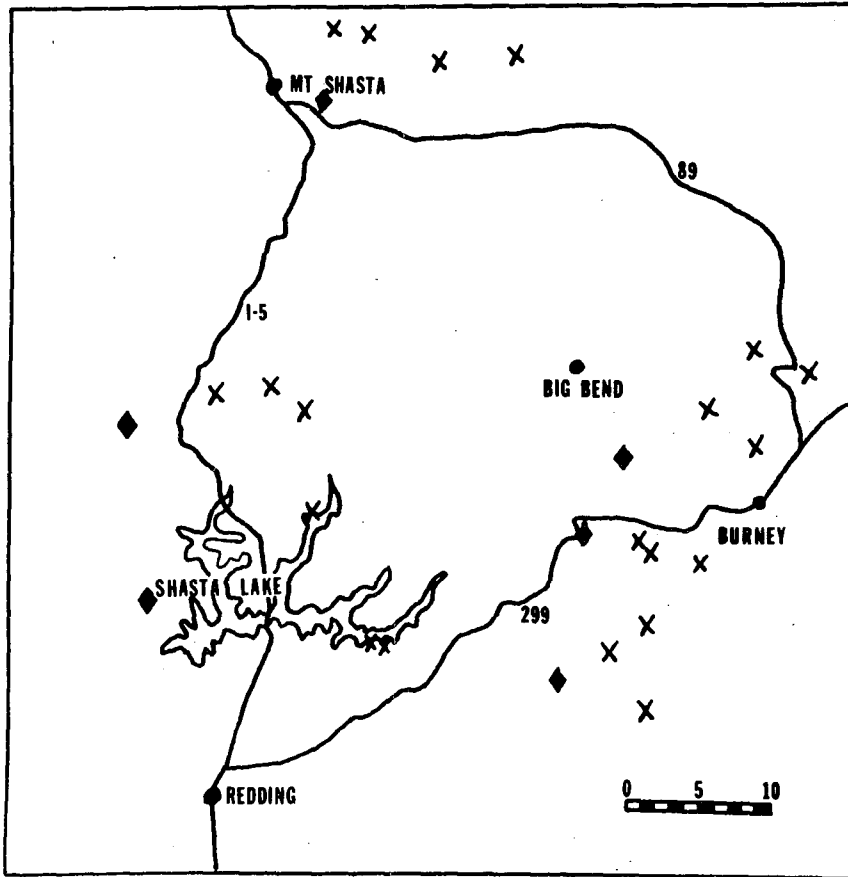 MT SHASTA
89
I-5
BIG BEND
BURNEY
SHASTA LAKE
299
0 5 10
REDDING